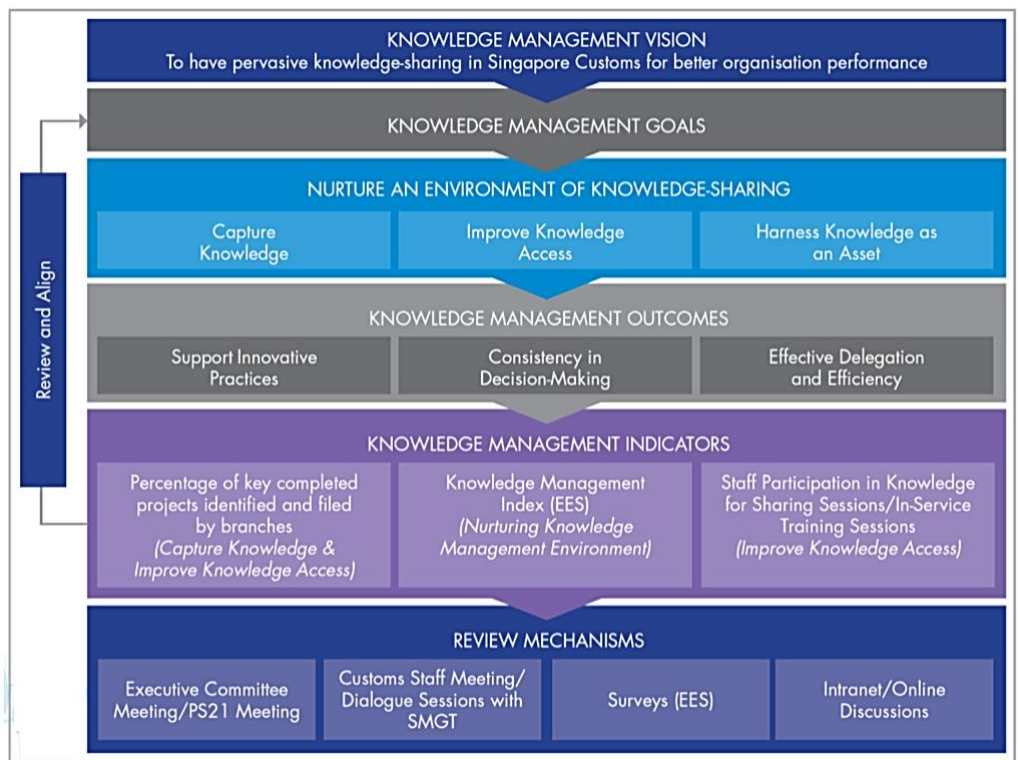 KNOWLEDGE MANAGEMENT VISION
To have pervasive knowledge-sharing in Singapore Customs for better organisation performance
KNOWLEDGE MANAGEMENT GOALS
NURTURE AN ENVIRONMENT OF KNOWLEDGE-SHARING
Capture
Knowledge
Improve Knowledge
Access
Harness Knowledge as
an Asset
KNOWLEDGE MANAGEMENT OUTCOMES
Support Innovative
Practices
Consistency in
Decision-Making
Effective Delegation
and Efficiency
KNOWLEDGE MANAGEMENT INDICATORS
Percentage of key completed
projects identified and filed
by branches
(Capture Knowledge &
Improve Knowledge Access)
Knowledge Management
Index (EES)
(Nurturing Knowledge
Management Environment)
Staff Participation in Knowledge
for Sharing Sessions/In-Service
Training Sessions
(Improve Knowledge Access)
REVIEW MECHANISMS
Executive Committee
Meeting/PS21 Meeting
Customs Staff Meeting/
Dialogue Sessions with
SMGT
Surveys (EES)
Intranet/Online
Discussions
Review and Align